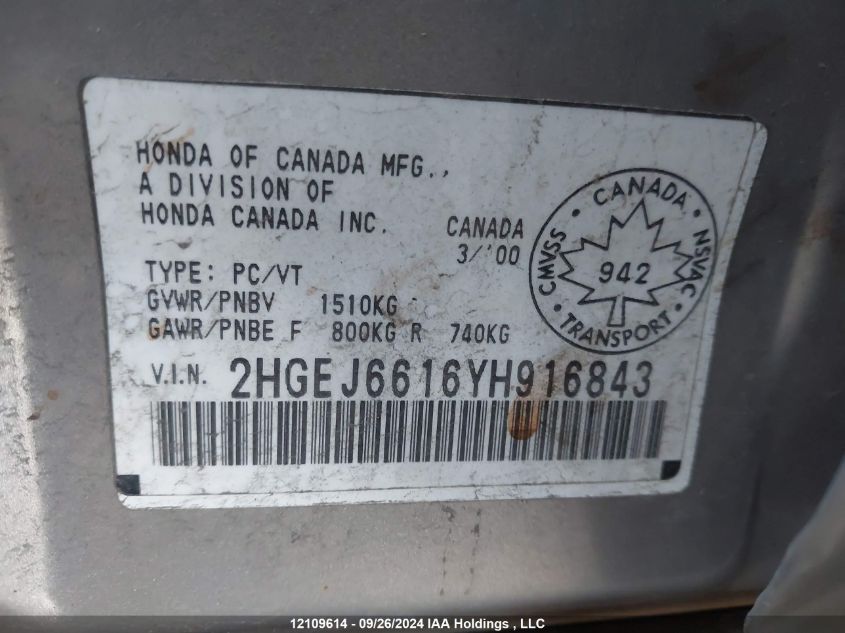 HONDA OF CANADA MFG.,
A DIVISION OF
HONDA CANADA INC.
CANADA
3/'00
TYPE: PC/VT
GVWR/PNBV 1510KG
GAWR/PNBE F 800KG R 740KG
V.I.N. 2HGEJ6616YH916843
CANADA
CMVSS
NSVAC
942
TRANSPORT
12109614 - 09/26/2024 IAA Holdings , LLC